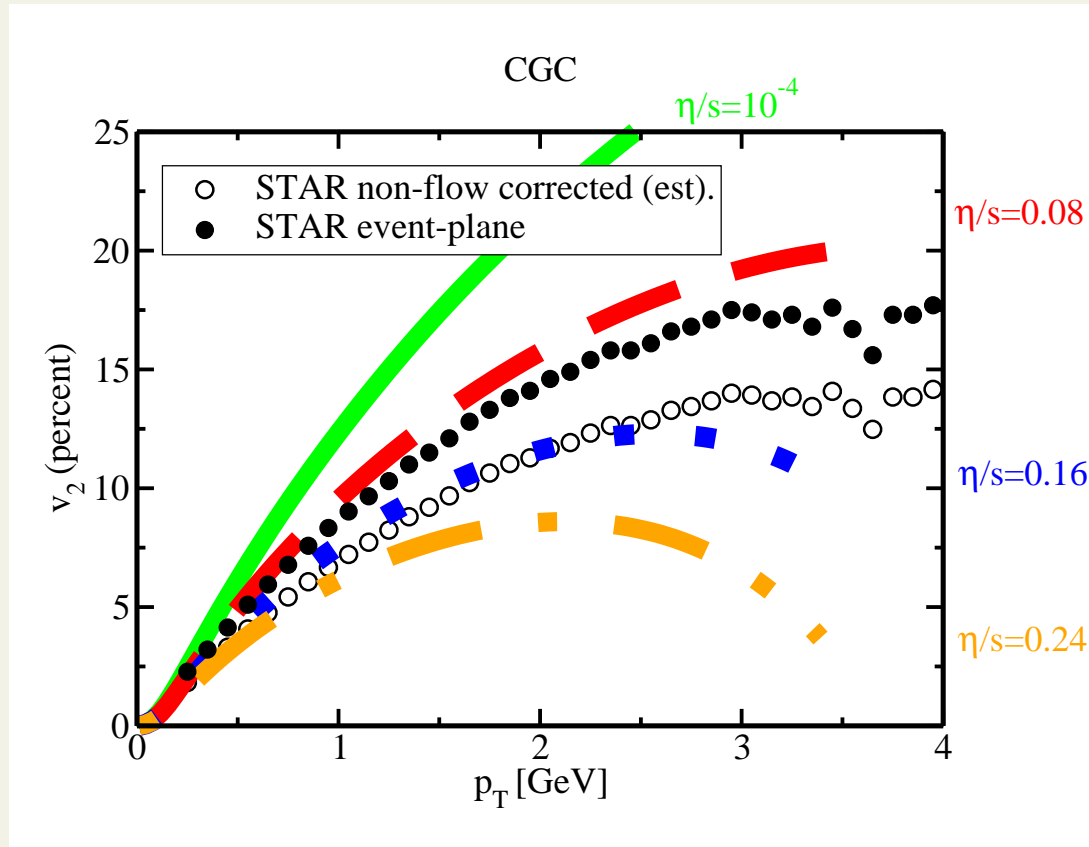 CGC
η/s=10⁻⁴
25
STAR non-flow corrected (est).
STAR event-plane
η/s=0.08
20
15
v₂ (percent)
10
η/s=0.16
5
η/s=0.24
0
0 1 2 3 4
p_T [GeV]